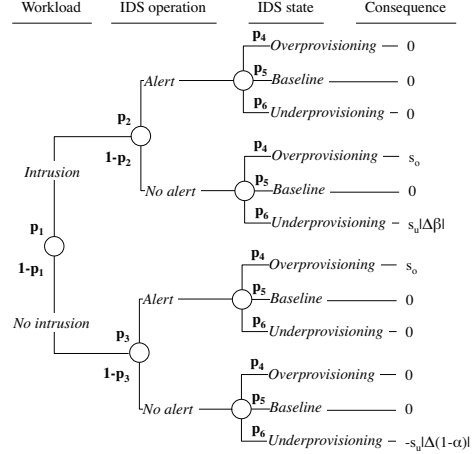 Workload IDS operation IDS state Consequence
p4 Overprovisioning 0
Alert p5 Baseline 0
p6 Underprovisioning 0
p2
1-p2
p4 Overprovisioning so
Intrusion No alert p5 Baseline 0
p6 Underprovisioning su|Δβ|
p1
1-p1
p4 Overprovisioning so
Alert p5 Baseline 0
No intrusion p6 Underprovisioning 0
p3
1-p3
p4 Overprovisioning 0
No alert p5 Baseline 0
p6 Underprovisioning -su|Δ(1-α)|